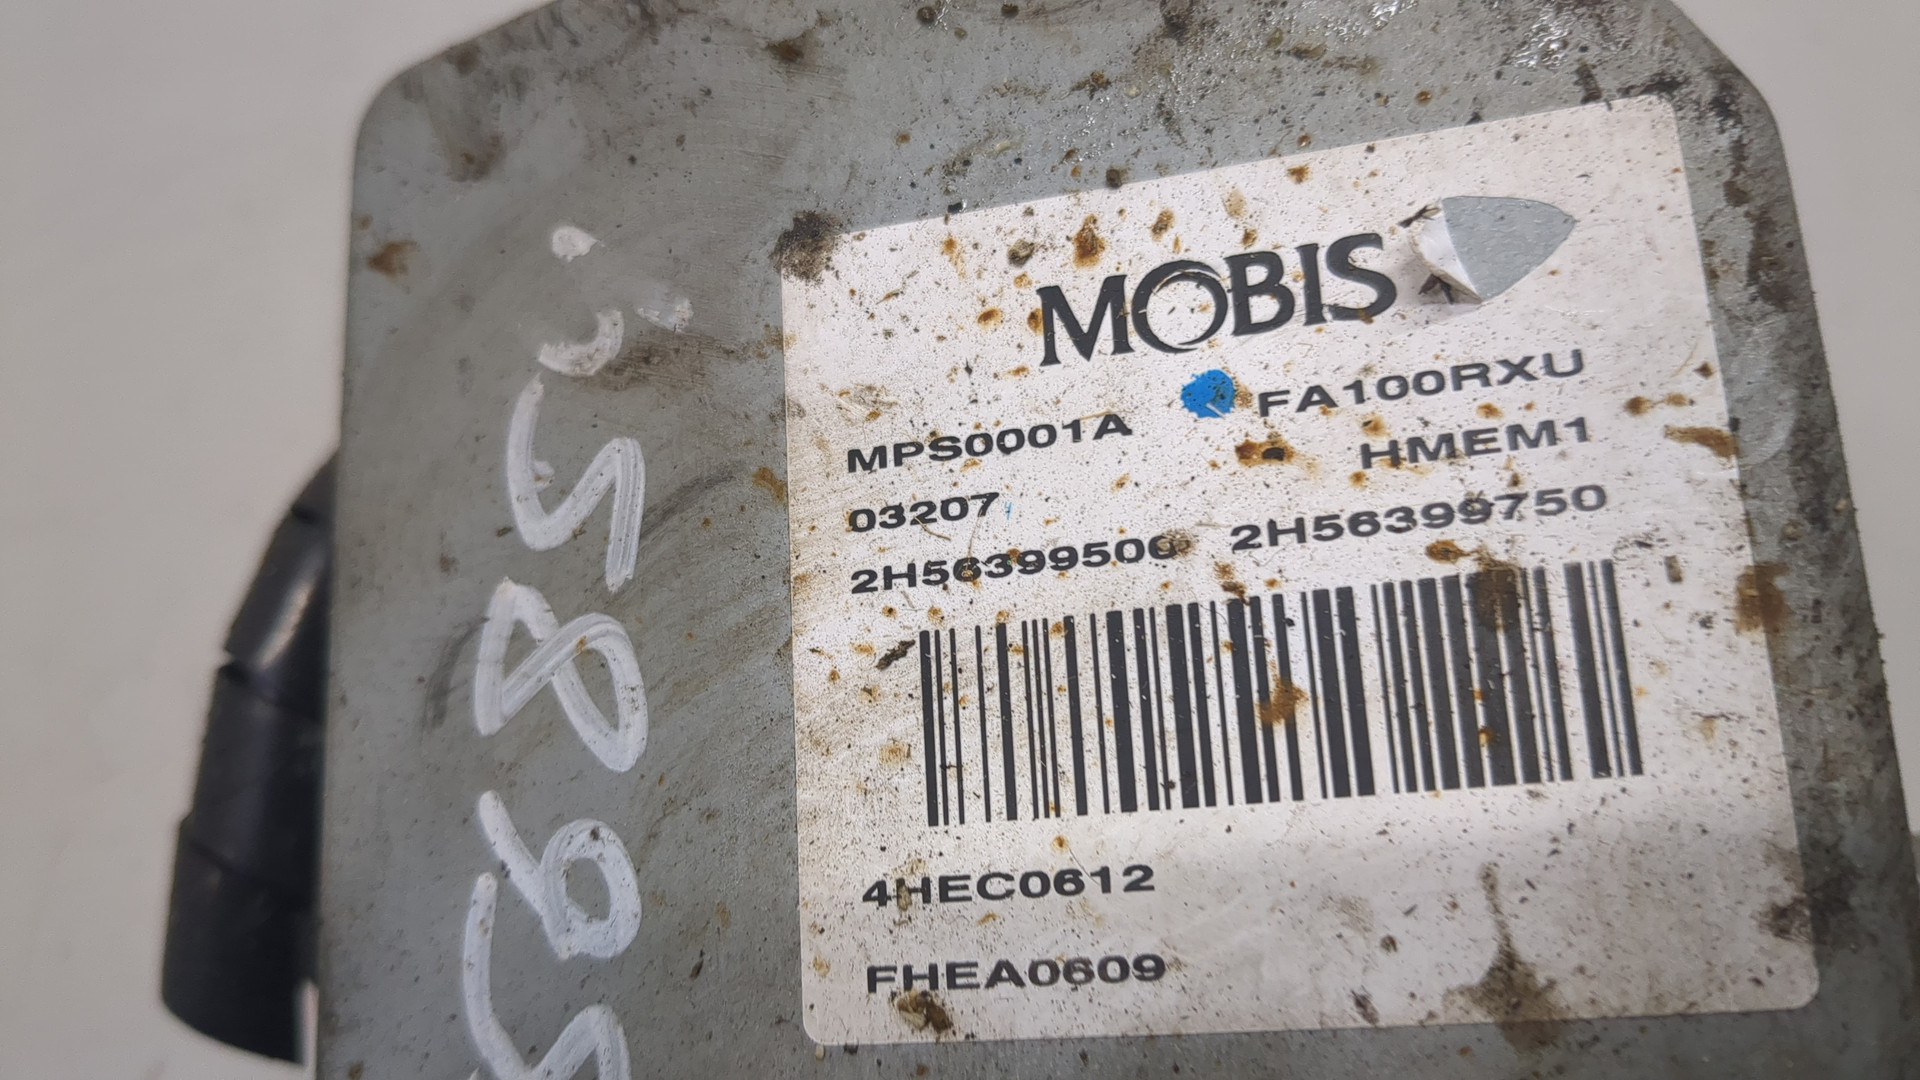 MOBIS
MPS0001A FA100RXU
03207 HMEM1
2H56399500 2H56399750
4HEC0612
FHEA0609